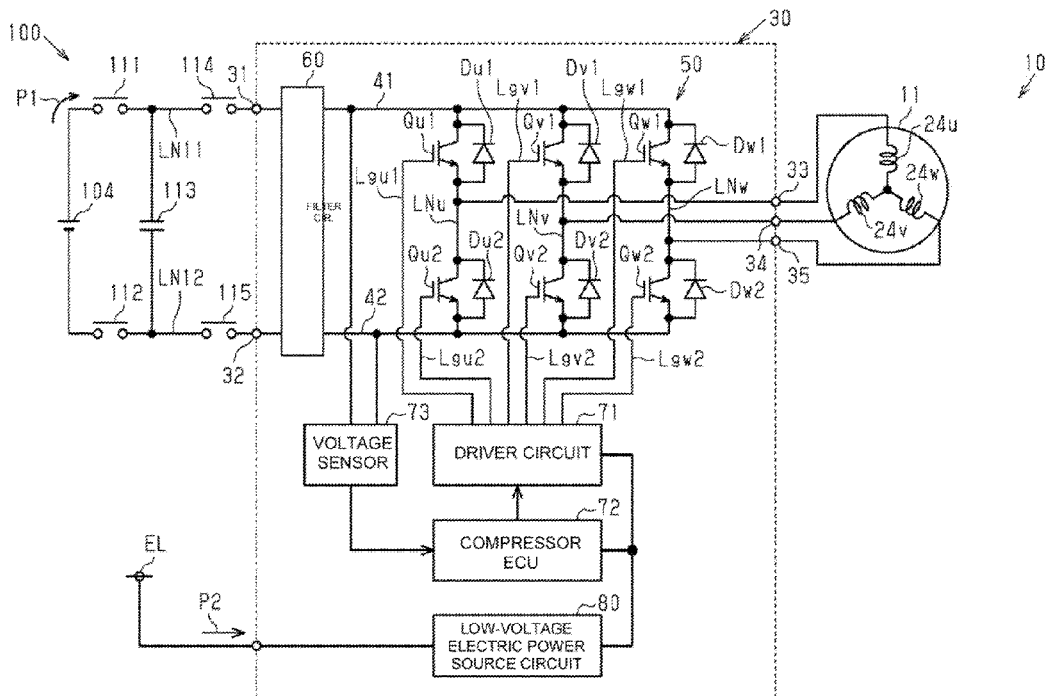 30
100
10
111
114
31
60
41
Du1
Dv1
Lgv1
Lgw1
50
11
24u
P1
Qu1
Qv1
Qw1
Dw1
24w
LN11
Lgu1
LNw
33
104
113
FILTER CIR.
LNu
LNv
24v
Du2
Dv2
34
35
LN12
Qu2
Qv2
Qw2
Dw2
112
115
42
32
Lgu2
Lgv2
Lgw2
73
71
VOLTAGE
SENSOR
DRIVER CIRCUIT
72
COMPRESSOR
ECU
EL
P2
80
LOW-VOLTAGE
ELECTRIC POWER
SOURCE CIRCUIT